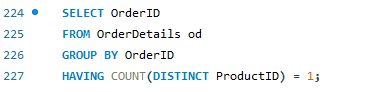 224 SELECT OrderID
225 FROM OrderDetails od
226 GROUP BY OrderID
227 HAVING COUNT(DISTINCT ProductID) = 1;